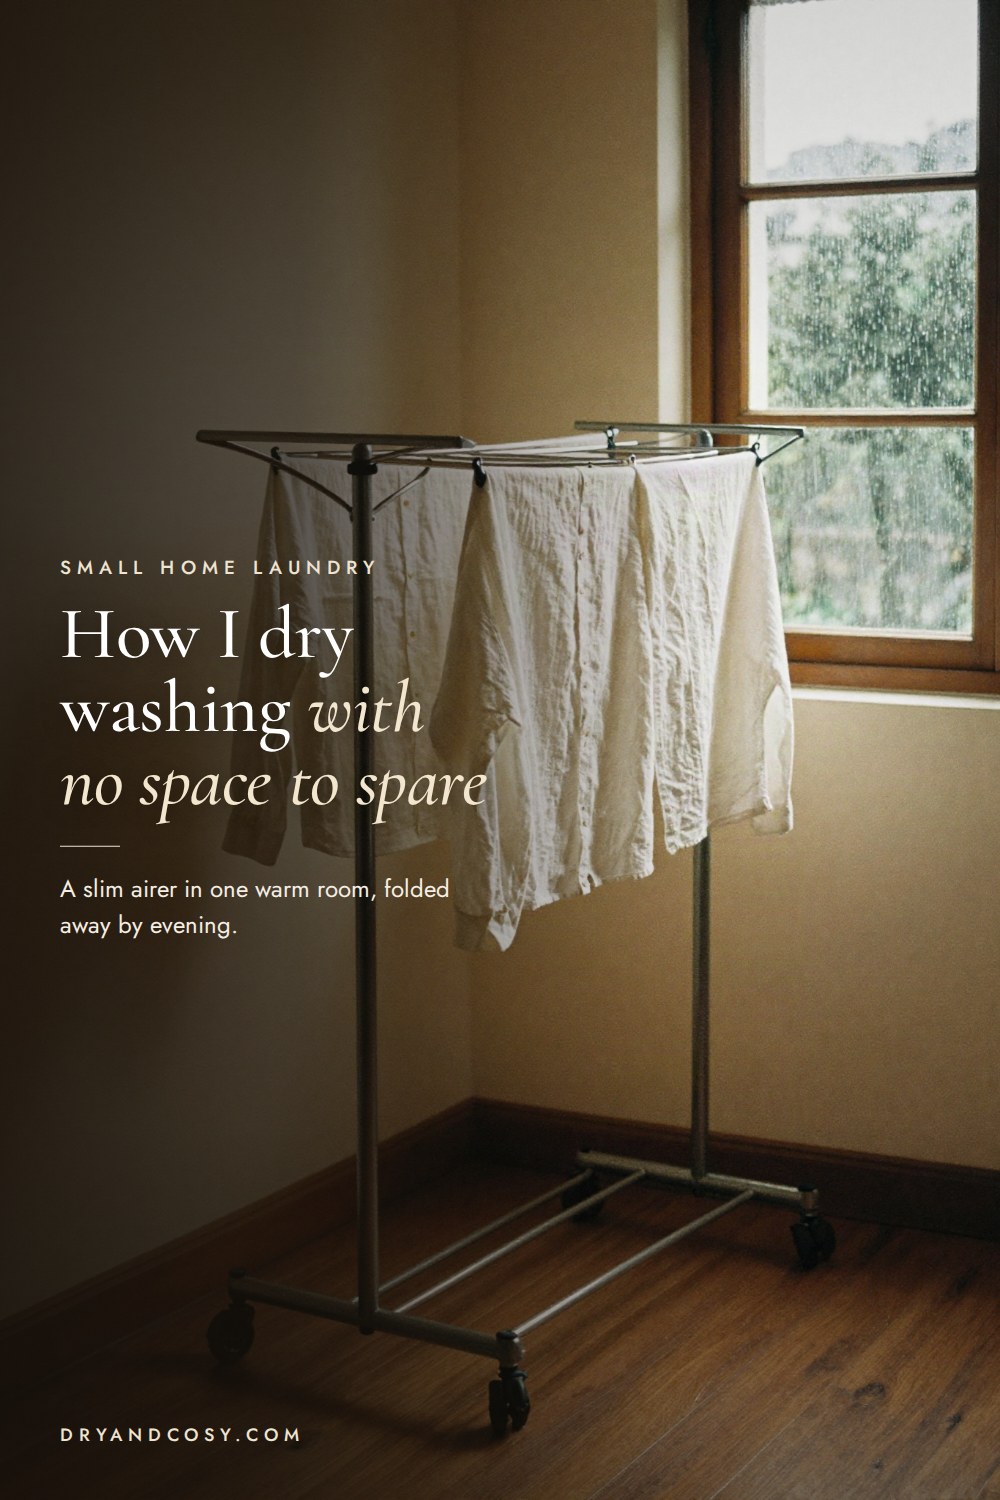 SMALL HOME LAUNDRY
How I dry
washing with
no space to spare
A slim airer in one warm room, folded
away by evening.
DRYANDCOSY.COM